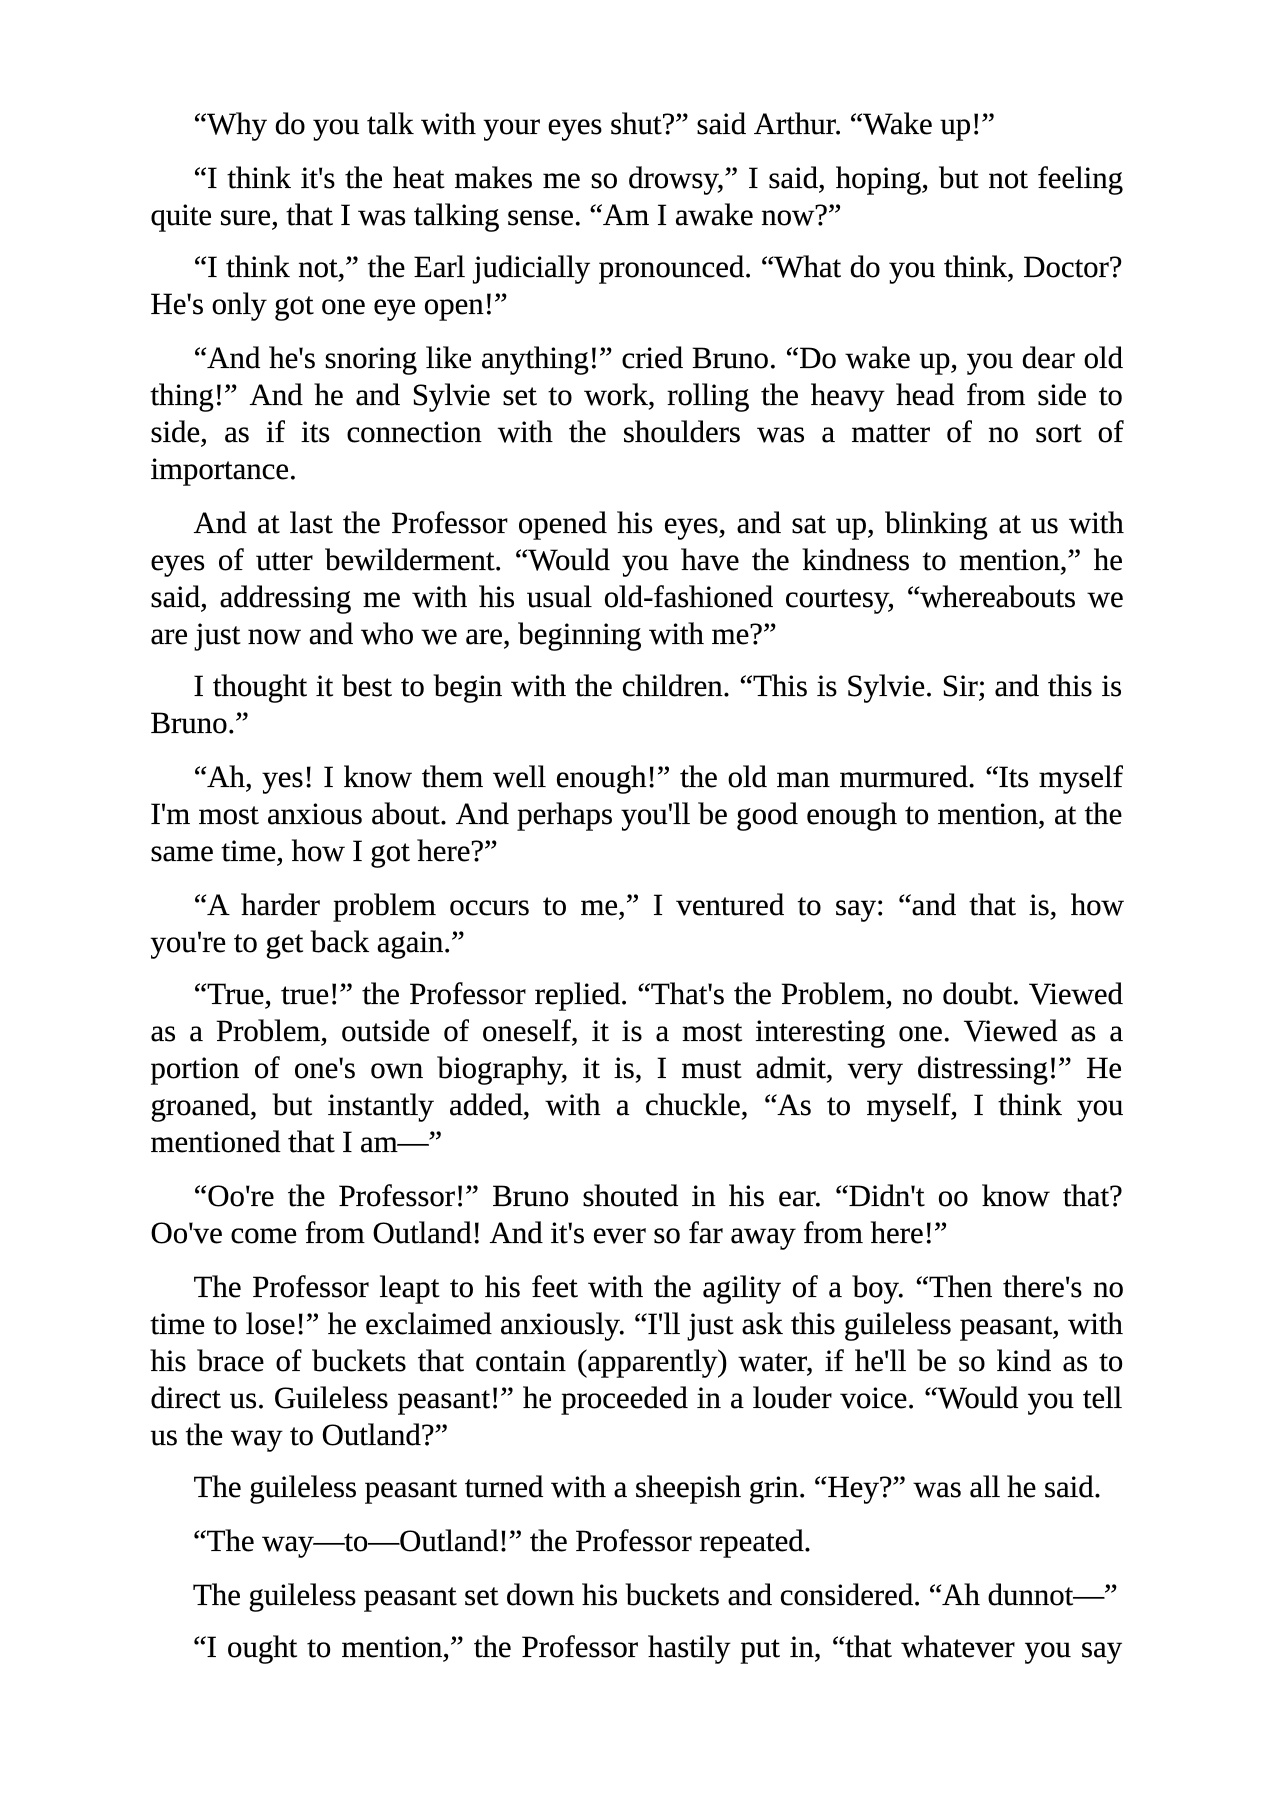 “Why do you talk with your eyes shut?” said Arthur. “Wake up!”
“I think it's the heat makes me so drowsy,” I said, hoping, but not feeling
quite sure, that I was talking sense. “Am I awake now?”
“I think not,” the Earl judicially pronounced. “What do you think, Doctor?
He's only got one eye open!”
“And he's snoring like anything!” cried Bruno. “Do wake up, you dear old
thing!” And he and Sylvie set to work, rolling the heavy head from side to
side, as if its connection with the shoulders was a matter of no sort of
importance.
And at last the Professor opened his eyes, and sat up, blinking at us with
eyes of utter bewilderment. “Would you have the kindness to mention,” he
said, addressing me with his usual old-fashioned courtesy, “whereabouts we
are just now and who we are, beginning with me?”
I thought it best to begin with the children. “This is Sylvie. Sir; and this is
Bruno.”
“Ah, yes! I know them well enough!” the old man murmured. “Its myself
I'm most anxious about. And perhaps you'll be good enough to mention, at the
same time, how I got here?”
“A harder problem occurs to me,” I ventured to say: “and that is, how
you're to get back again.”
“True, true!” the Professor replied. “That's the Problem, no doubt. Viewed
as a Problem, outside of oneself, it is a most interesting one. Viewed as a
portion of one's own biography, it is, I must admit, very distressing!” He
groaned, but instantly added, with a chuckle, “As to myself, I think you
mentioned that I am—”
“Oo're the Professor!” Bruno shouted in his ear. “Didn't oo know that?
Oo've come from Outland! And it's ever so far away from here!”
The Professor leapt to his feet with the agility of a boy. “Then there's no
time to lose!” he exclaimed anxiously. “I'll just ask this guileless peasant, with
his brace of buckets that contain (apparently) water, if he'll be so kind as to
direct us. Guileless peasant!” he proceeded in a louder voice. “Would you tell
us the way to Outland?”
The guileless peasant turned with a sheepish grin. “Hey?” was all he said.
“The way—to—Outland!” the Professor repeated.
The guileless peasant set down his buckets and considered. “Ah dunnot—”
“I ought to mention,” the Professor hastily put in, “that whatever you say